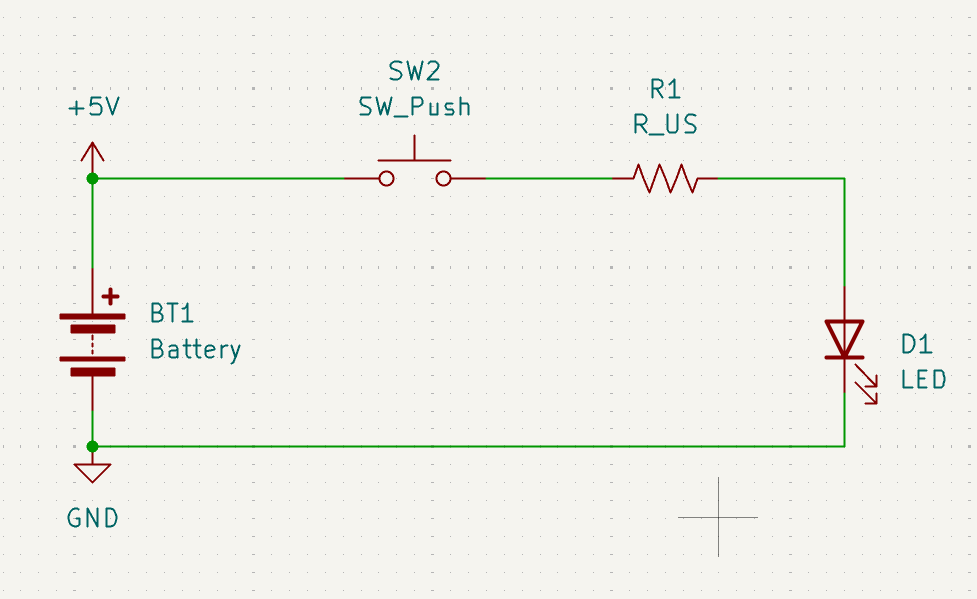 SW2
SW_Push
R1
R_US
+5V
+
BT1
Battery
D1
LED
GND